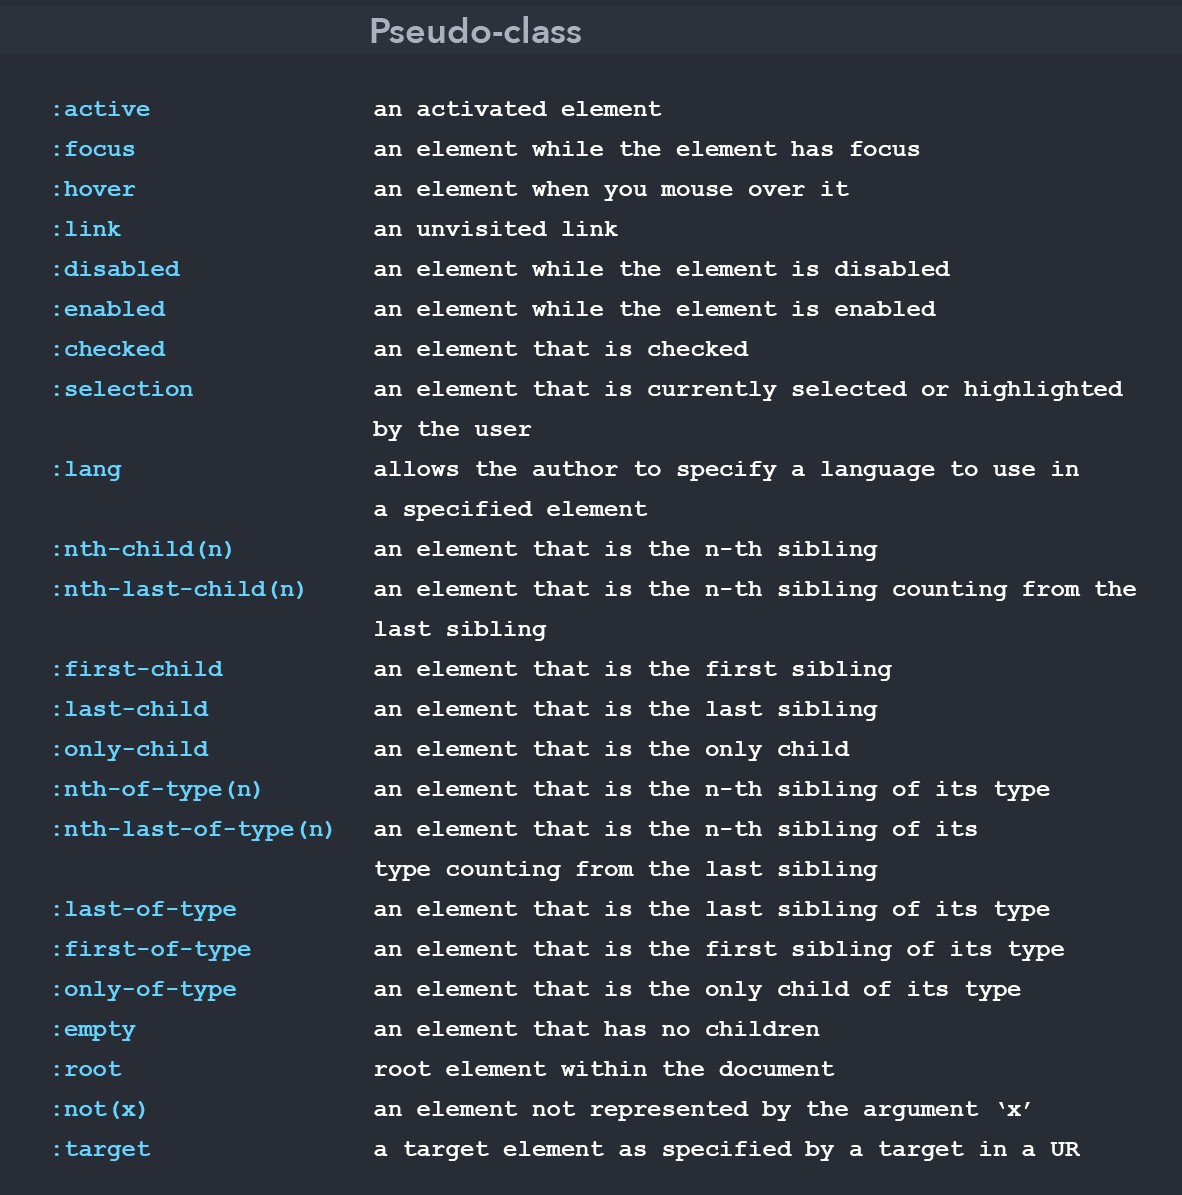 Pseudo-class
:active an activated element
:focus an element while the element has focus
:hover an element when you mouse over it
:link an unvisited link
:disabled an element while the element is disabled
:enabled an element while the element is enabled
:checked an element that is checked
:selection an element that is currently selected or highlighted
by the user
:lang allows the author to specify a language to use in
a specified element
:nth-child(n) an element that is the n-th sibling
:nth-last-child(n) an element that is the n-th sibling counting from the
last sibling
:first-child an element that is the first sibling
:last-child an element that is the last sibling
:only-child an element that is the only child
:nth-of-type(n) an element that is the n-th sibling of its type
:nth-last-of-type(n) an element that is the n-th sibling of its
type counting from the last sibling
:last-of-type an element that is the last sibling of its type
:first-of-type an element that is the first sibling of its type
:only-of-type an element that is the only child of its type
:empty an element that has no children
:root root element within the document
:not(x) an element not represented by the argument ‘x’
:target a target element as specified by a target in a UR